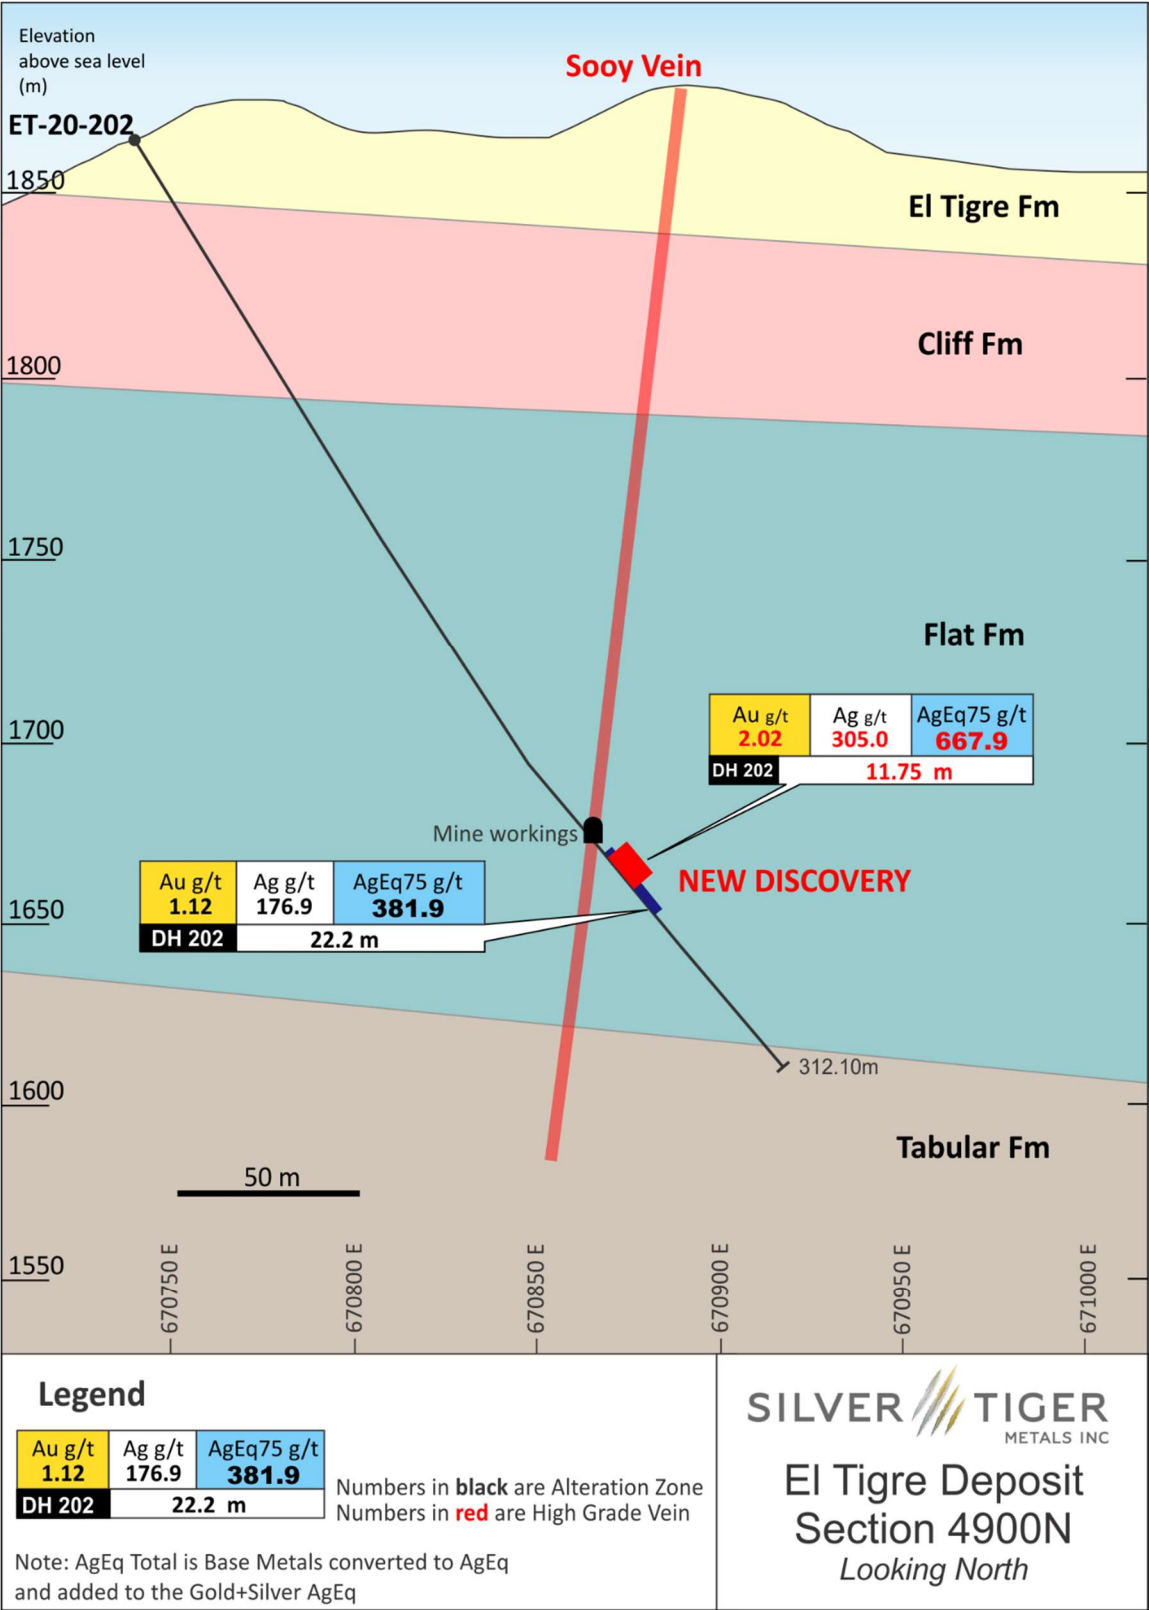 Elevation
above sea level
(m)
Sooy Vein
ET-20-202
1850
El Tigre Fm
Cliff Fm
1800
1750
Flat Fm
Au g/t Ag g/t AgEq75 g/t
2.02 305.0 667.9
DH 202 11.75 m
1700
Mine workings
NEW DISCOVERY
Au g/t Ag g/t AgEq75 g/t
1.12 176.9 381.9
DH 202 22.2 m
1650
312.10m
1600
Tabular Fm
50 m
1550
670750 E
670800 E
670850 E
670900 E
670950 E
671000 E
Legend
Au g/t Ag g/t AgEq75 g/t
1.12 176.9 381.9
DH 202 22.2 m
Numbers in black are Alteration Zone
Numbers in red are High Grade Vein
Note: AgEq Total is Base Metals converted to AgEq
and added to the Gold+Silver AgEq
SILVER TIGER
METALS INC
El Tigre Deposit
Section 4900N
Looking North